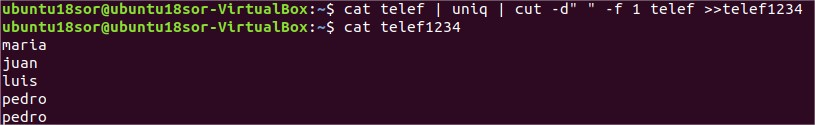 ubuntu18sor@ubuntu18sor-VirtualBox:~$ cat telef | uniq | cut -d" " -f 1 telef >>telef1234
ubuntu18sor@ubuntu18sor-VirtualBox:~$ cat telef1234
maria
juan
luis
pedro
pedro